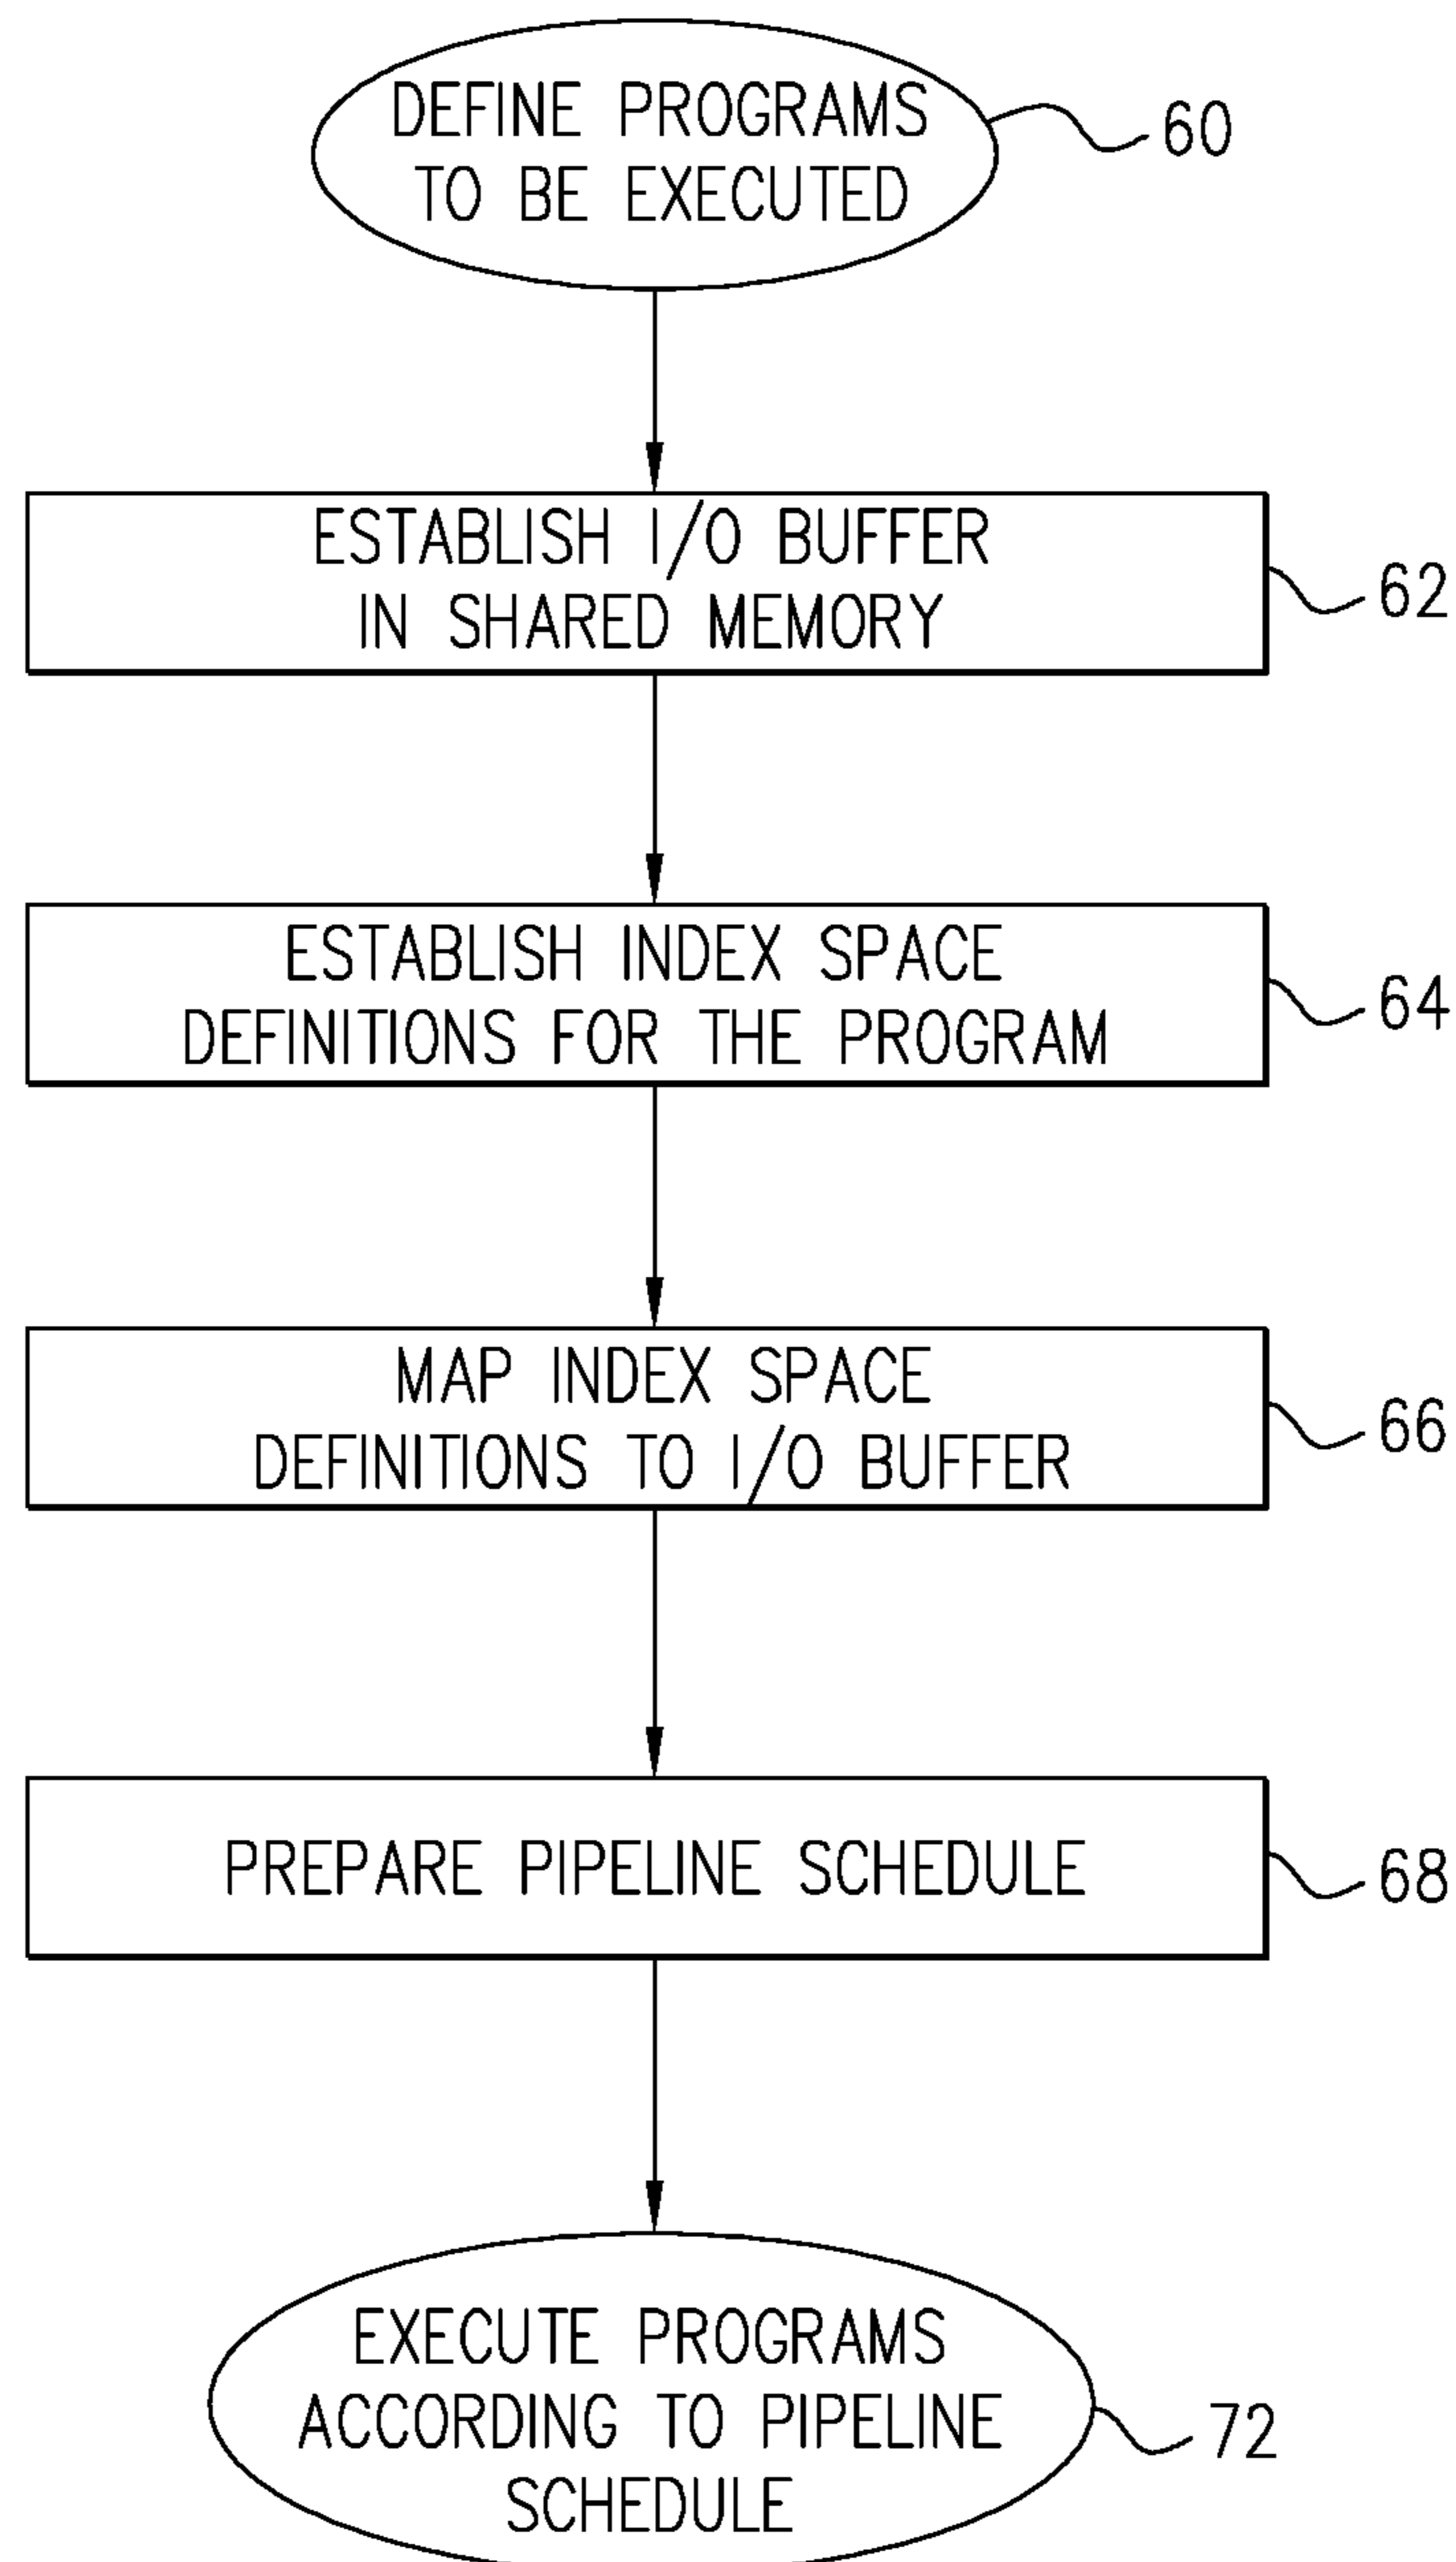 DEFINE PROGRAMS
TO BE EXECUTED
60
ESTABLISH I/O BUFFER
IN SHARED MEMORY
62
ESTABLISH INDEX SPACE
DEFINITIONS FOR THE PROGRAM
64
MAP INDEX SPACE
DEFINITIONS TO I/O BUFFER
66
PREPARE PIPELINE SCHEDULE
68
EXECUTE PROGRAMS
ACCORDING TO PIPELINE
SCHEDULE
72